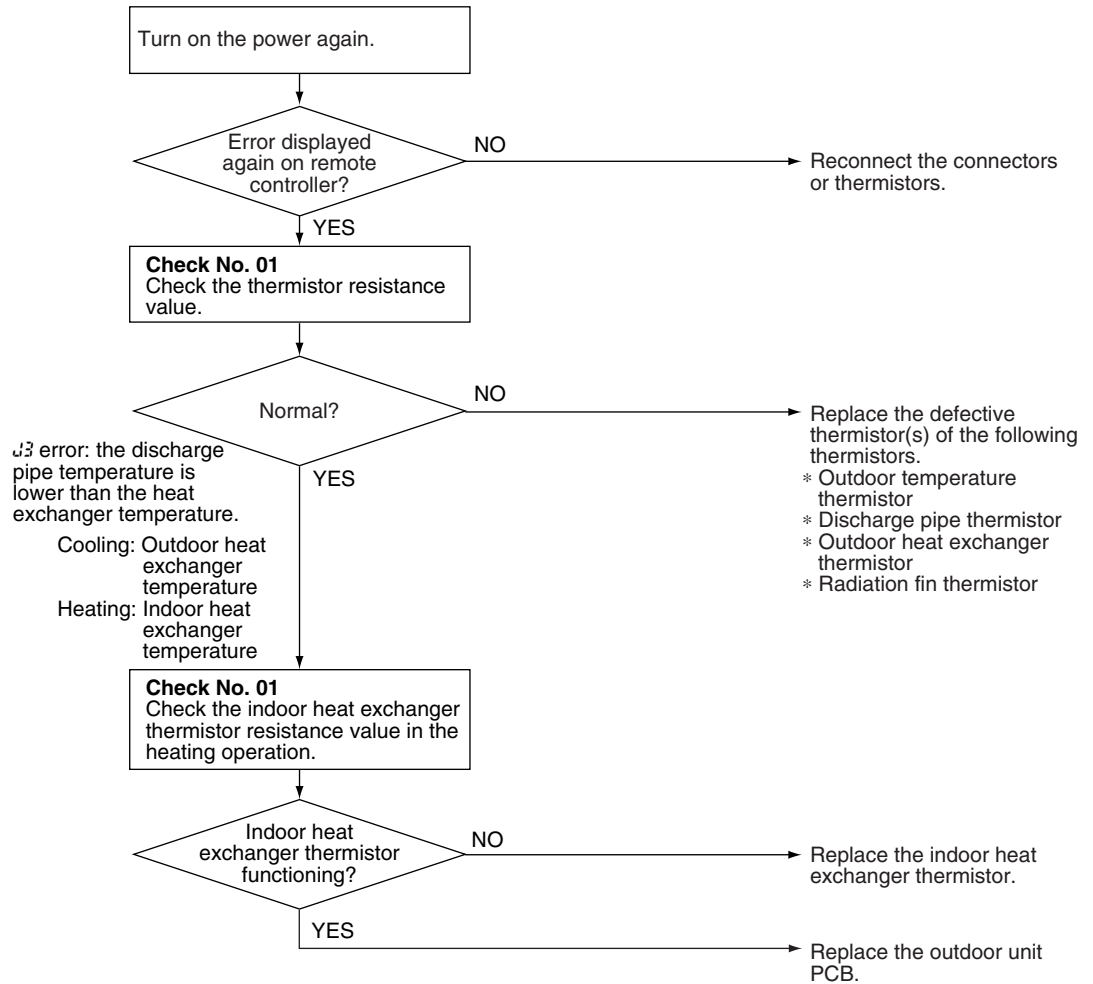 Turn on the power again.
Error displayed
again on remote
controller?
NO
Reconnect the connectors
or thermistors.
YES
Check No. 01
Check the thermistor resistance
value.
Normal?
NO
Replace the defective
thermistor(s) of the following
thermistors.
∗ Outdoor temperature
thermistor
∗ Discharge pipe thermistor
∗ Outdoor heat exchanger
thermistor
∗ Radiation fin thermistor
YES
J3 error: the discharge
pipe temperature is
lower than the heat
exchanger temperature.
Cooling: Outdoor heat
exchanger
temperature
Heating: Indoor heat
exchanger
temperature
Check No. 01
Check the indoor heat exchanger
thermistor resistance value in the
heating operation.
Indoor heat
exchanger thermistor
functioning?
NO
Replace the indoor heat
exchanger thermistor.
YES
Replace the outdoor unit
PCB.